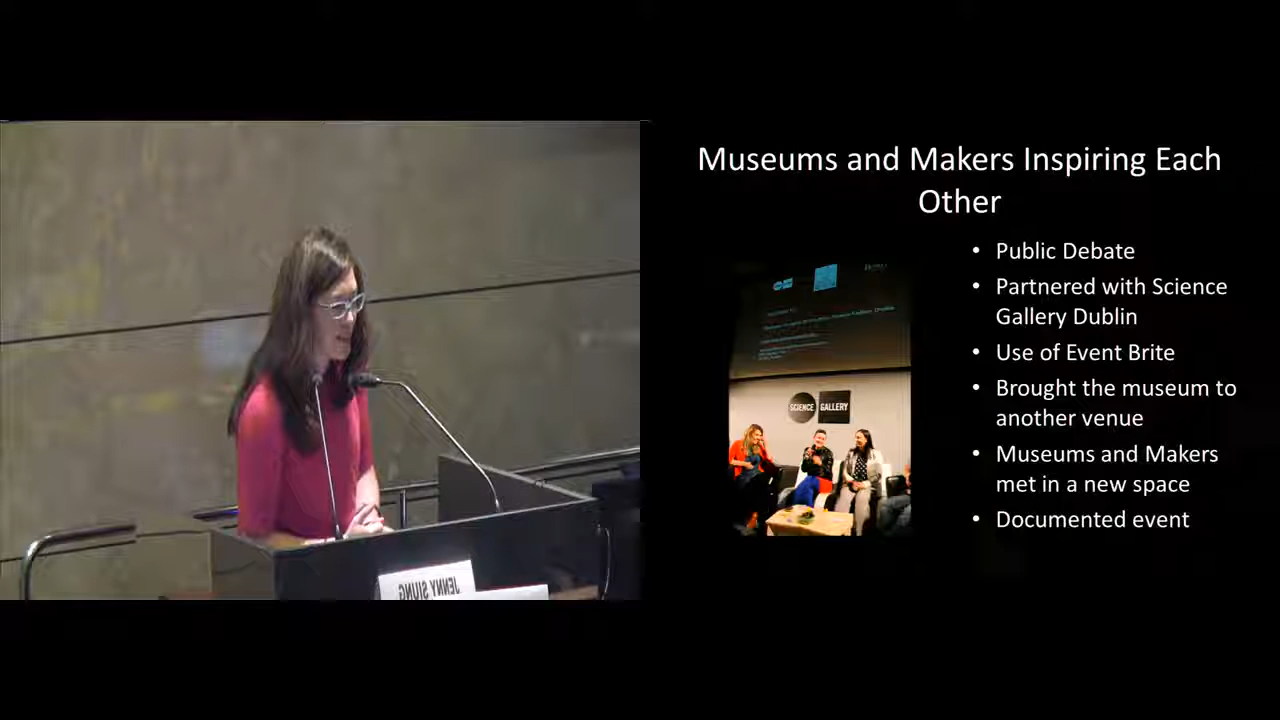 Museums and Makers Inspiring Each
Other
• Public Debate
• Partnered with Science
Gallery Dublin
• Use of Event Brite
• Brought the museum to
another venue
• Museums and Makers
met in a new space
• Documented event
SCIENCE GALLERY
JENNY SIUNG